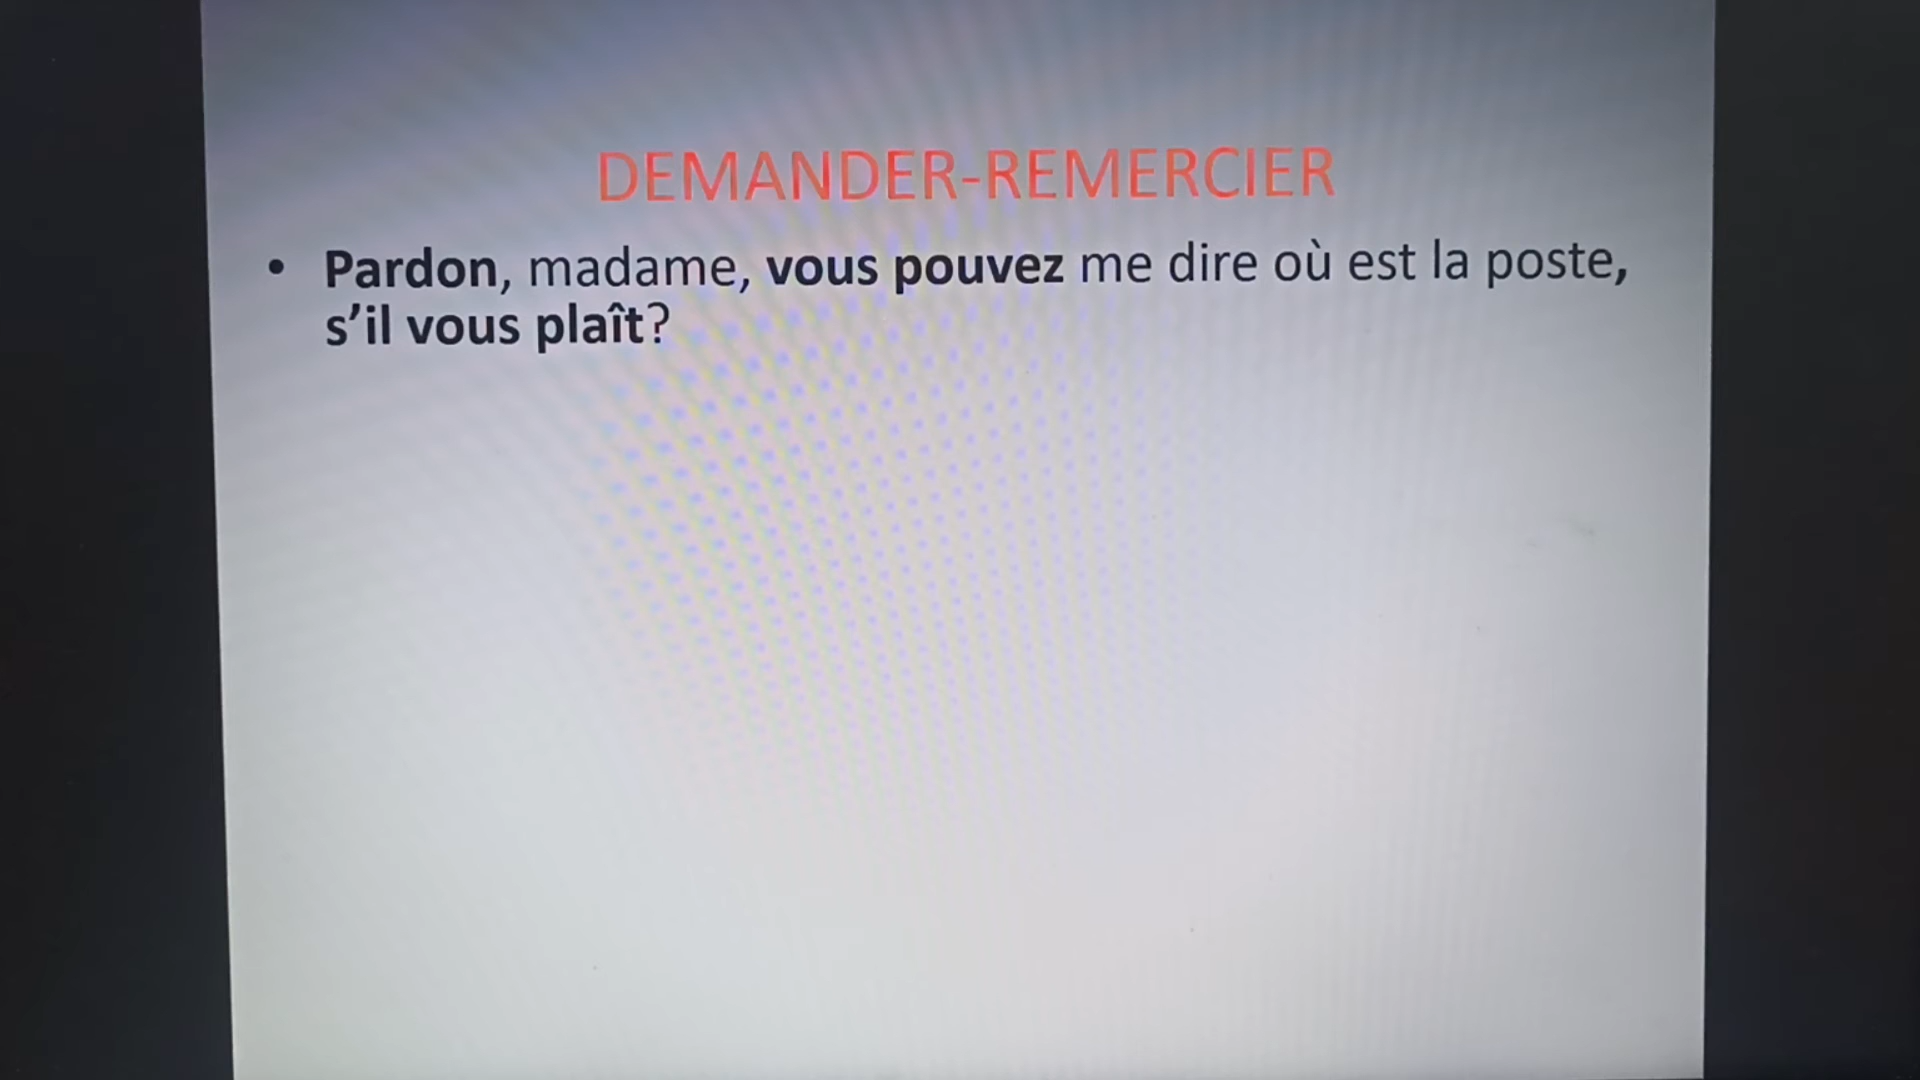 DEMANDER-REMERCIER
• Pardon, madame, vous pouvez me dire où est la poste,
s’il vous plaît?